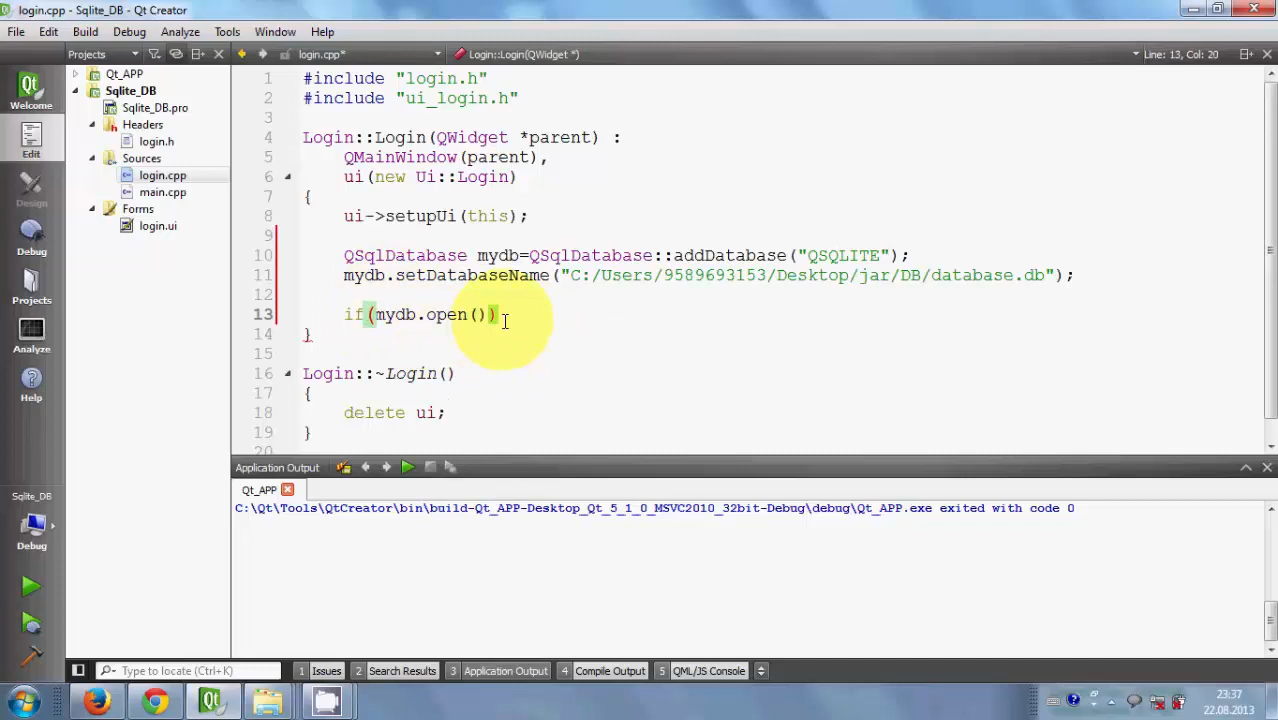 login.cpp - Sqlite_DB - Qt Creator
File Edit Build Debug Analyze Tools Window Help
Projects login.cpp* Login::Login(QWidget *) Line: 13, Col: 20
Welcome
Edit
Design
Debug
Projects
Analyze
Help
Sqlite_DB
Debug
Qt_APP
Sqlite_DB
Sqlite_DB.pro
Headers
login.h
Sources
login.cpp
main.cpp
Forms
login.ui
1 #include "login.h"
2 #include "ui_login.h"
3
4 Login::Login(QWidget *parent) :
5 QMainWindow(parent),
6 ui(new Ui::Login)
7 {
8 ui->setupUi(this);
9
10 QSqlDatabase mydb=QSqlDatabase::addDatabase("QSQLITE");
11 mydb.setDatabaseName("C:/Users/9589693153/Desktop/jar/DB/database.db");
12
13 if(mydb.open())
14 }
15
16 Login::~Login()
17 {
18 delete ui;
19 }
20
Application Output
Qt_APP
C:\Qt\Tools\QtCreator\bin\build-Qt_APP-Desktop_Qt_5_1_0_MSVC2010_32bit-Debug\debug\Qt_APP.exe exited with code 0
Type to locate (Ctrl+K) 1 Issues 2 Search Results 3 Application Output 4 Compile Output 5 QML/JS Console
23:37
22.08.2013